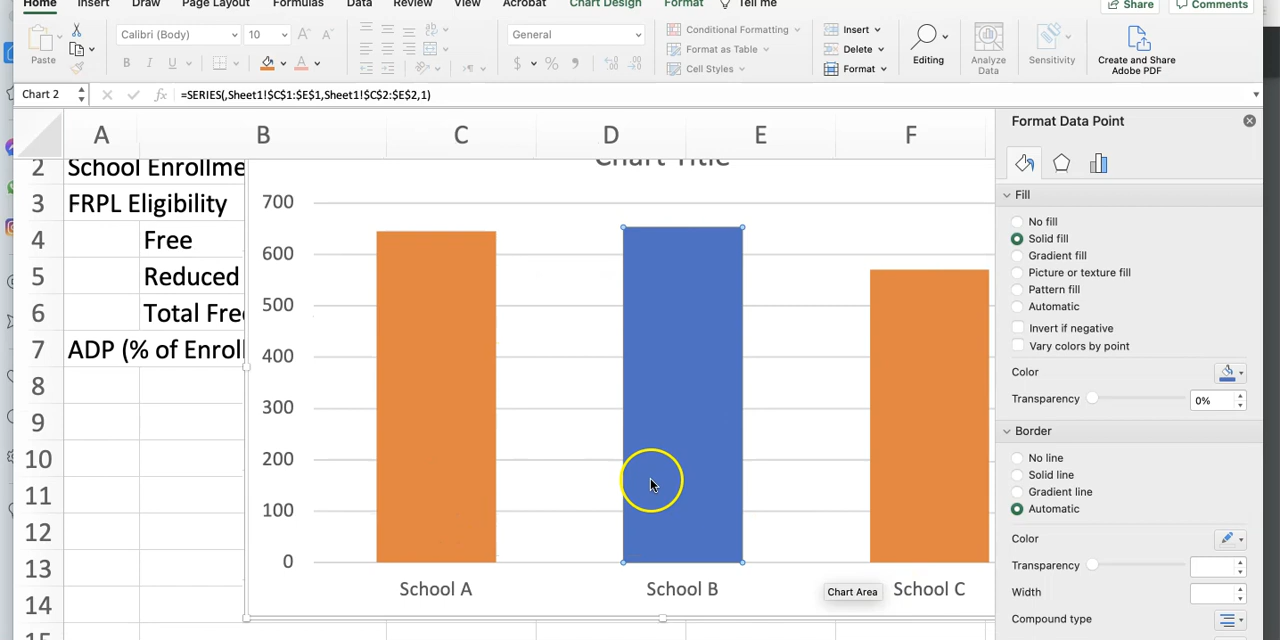 Home Insert Draw Page Layout Formulas Data Review View Acrobat Chart Design Format Tell me Share Comments
Paste
Calibri (Body) 10 A A
B I U A
General
$ % 9
Conditional Formatting
Format as Table
Cell Styles
Insert
Delete
Format
Editing
Analyze
Data
Sensitivity
Create and Share
Adobe PDF
Chart 2 fx =SERIES(,Sheet1!$C$1:$E$1,Sheet1!$C$2:$E$2,1)
A B C D E F
2 School Enrollme
3 FRPL Eligibility
4 Free
5 Reduced
6 Total Free
7 ADP (% of Enroll
8
9
10
11
12
13
14
15
Chart Title
700
600
500
400
300
200
100
0
School A School B School C
Chart Area
Format Data Point
Fill
No fill
Solid fill
Gradient fill
Picture or texture fill
Pattern fill
Automatic
Invert if negative
Vary colors by point
Color
Transparency 0%
Border
No line
Solid line
Gradient line
Automatic
Color
Transparency
Width
Compound type